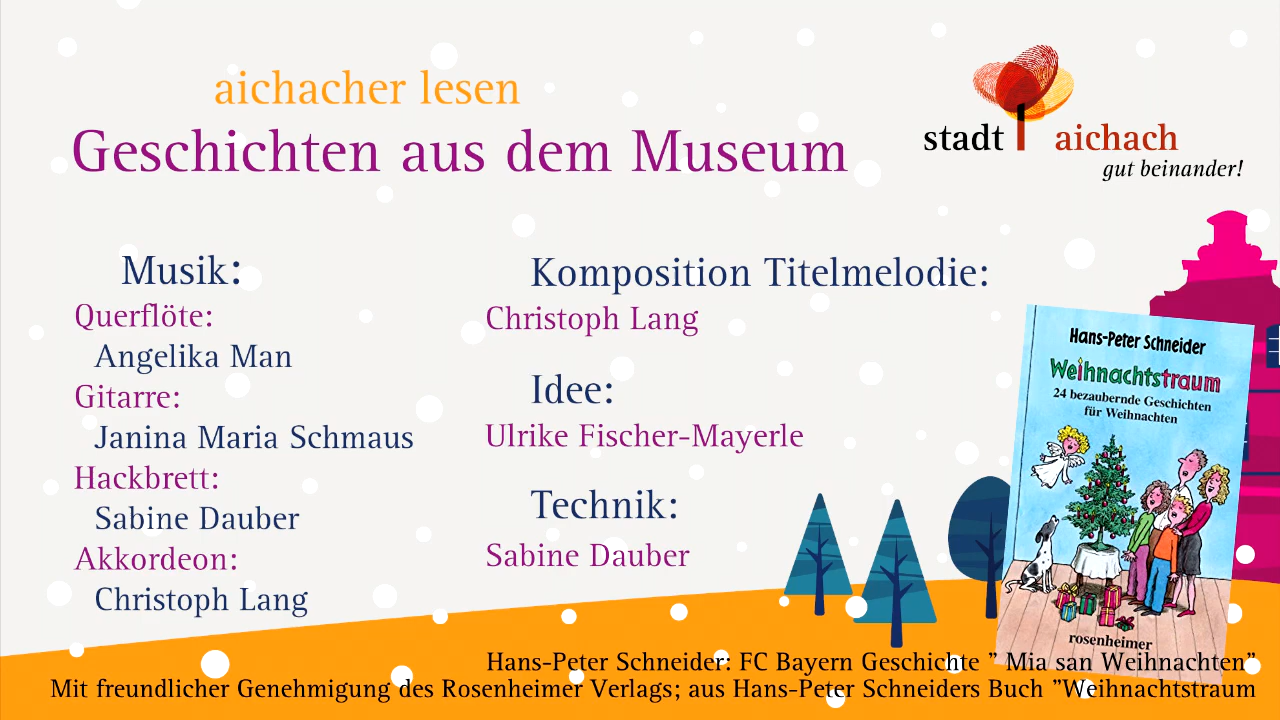 aichacher lesen
Geschichten aus dem Museum
stadt aichach
gut beinander!
Musik:
Querflöte:
Angelika Man
Gitarre:
Janina Maria Schmaus
Hackbrett:
Sabine Dauber
Akkordeon:
Christoph Lang
Komposition Titelmelodie:
Christoph Lang
Idee:
Ulrike Fischer-Mayerle
Technik:
Sabine Dauber
Hans-Peter Schneider
Weihnachtstraum
24 bezaubernde Geschichten
für Weihnachten
rosenheimer
Hans-Peter Schneider: FC Bayern Geschichte ” Mia san Weihnachten”
Mit freundlicher Genehmigung des Rosenheimer Verlags; aus Hans-Peter Schneiders Buch ”Weihnachtstraum